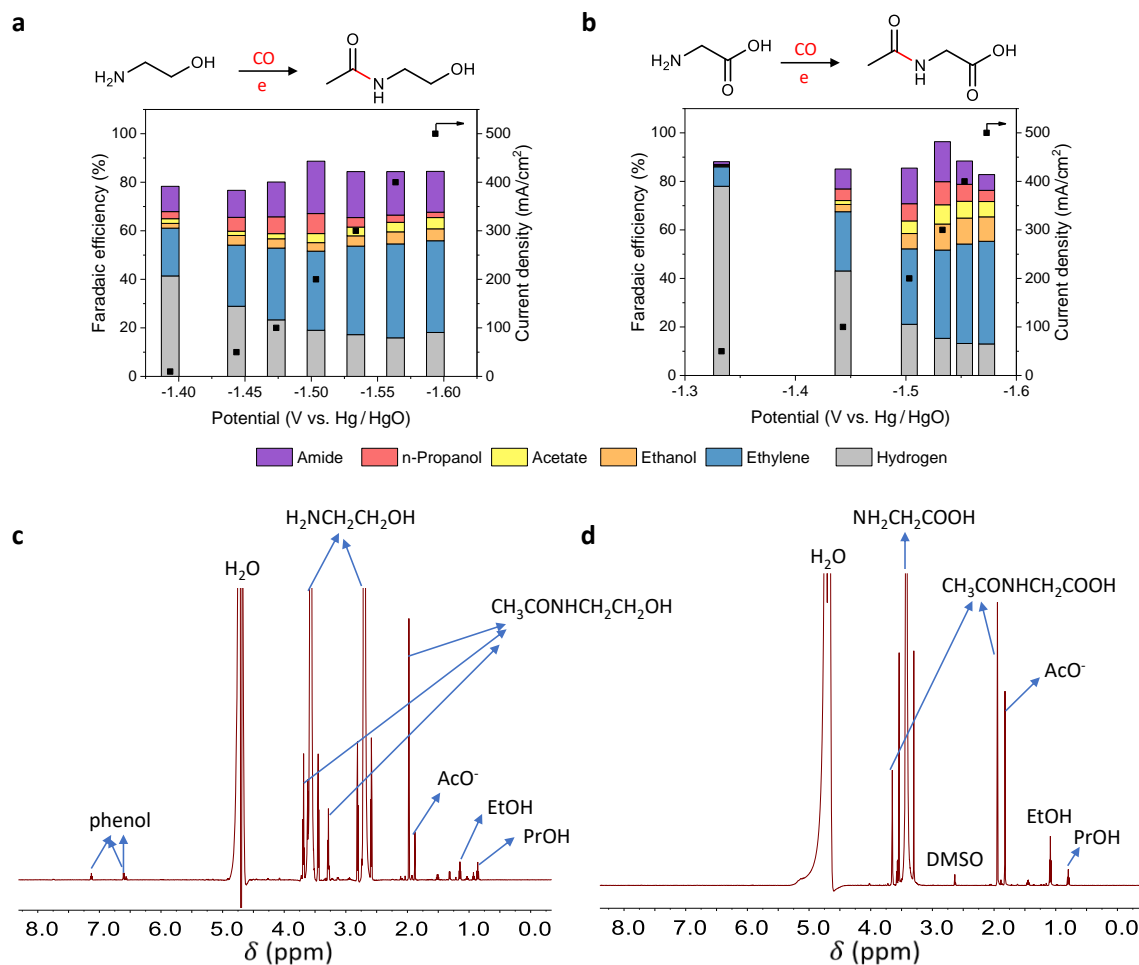 a
b
O
H₂N
OH
CO
e
N
H
OH
H₂N
OH
O
CO
e
O
N
H
OH
O
100
80
60
40
20
0
Faradaic efficiency (%)
500
400
300
200
100
0
Current density (mA/cm²)
-1.40
-1.45
-1.50
-1.55
-1.60
Potential (V vs. Hg/HgO)
100
80
60
40
20
0
Faradaic efficiency (%)
500
400
300
200
100
0
Current density (mA/cm²)
-1.3
-1.4
-1.5
-1.6
Potential (V vs. Hg/HgO)
Amide
n-Propanol
Acetate
Ethanol
Ethylene
Hydrogen
c
H₂NCH₂CH₂OH
H₂O
CH₃CONHCH₂CH₂OH
AcO⁻
EtOH
PrOH
phenol
8.0 7.0 6.0 5.0 4.0 3.0 2.0 1.0 0.0
δ (ppm)
d
NH₂CH₂COOH
H₂O
CH₃CONHCH₂COOH
AcO⁻
EtOH
DMSO
PrOH
8.0 7.0 6.0 5.0 4.0 3.0 2.0 1.0 0.0
δ (ppm)